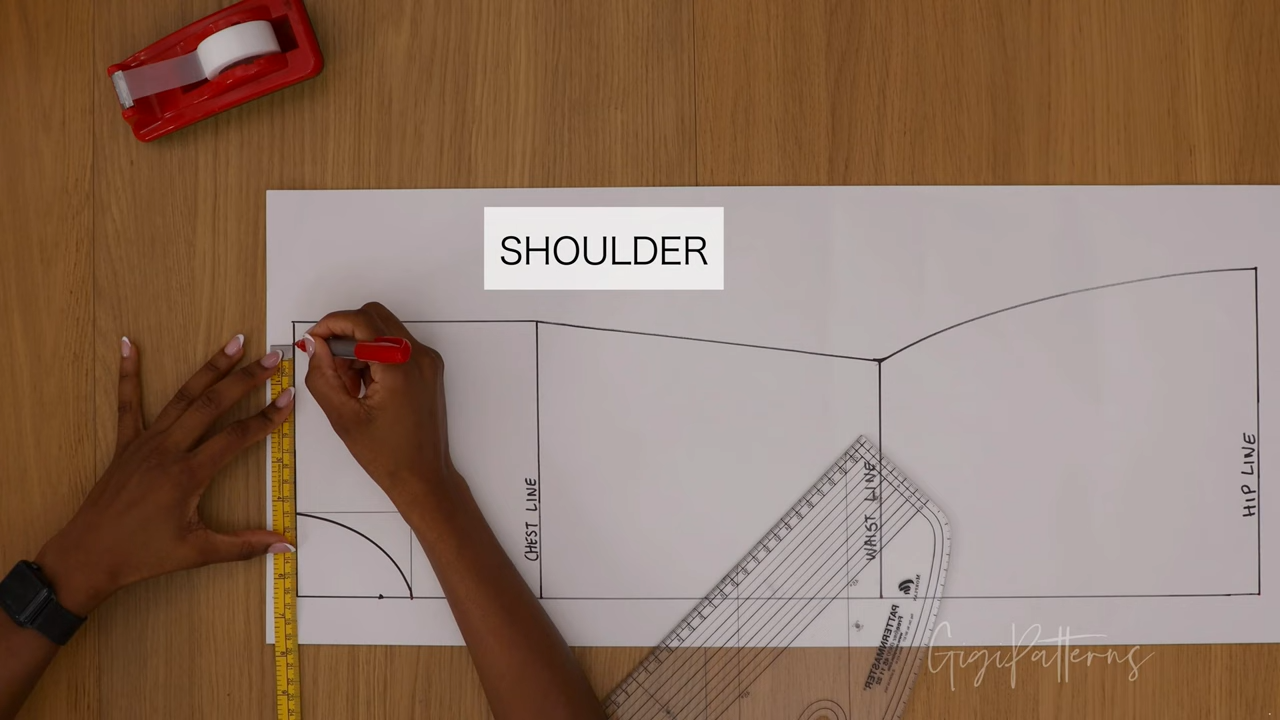 SHOULDER
CHEST LINE
WAIST LINE
HIP LINE
PATTERNMASTER
GigiPatterns